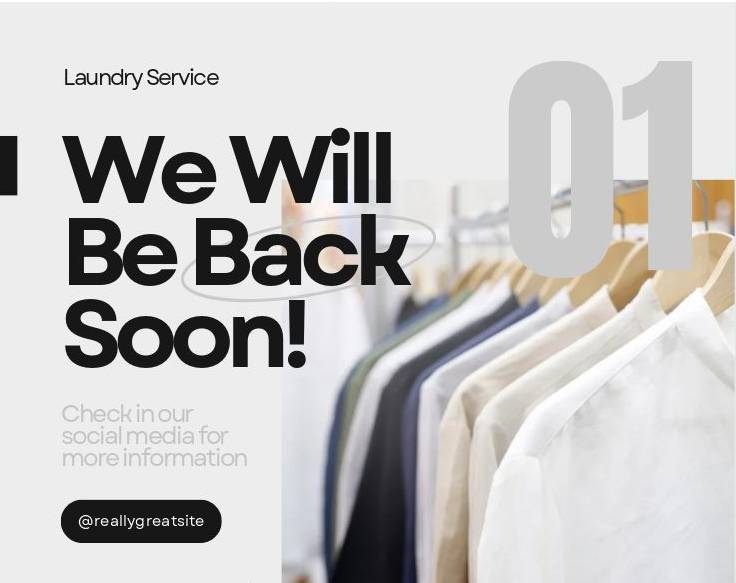 Laundry Service
01
We Will
Be Back
Soon!
Check in our
social media for
more information
@reallygreatsite